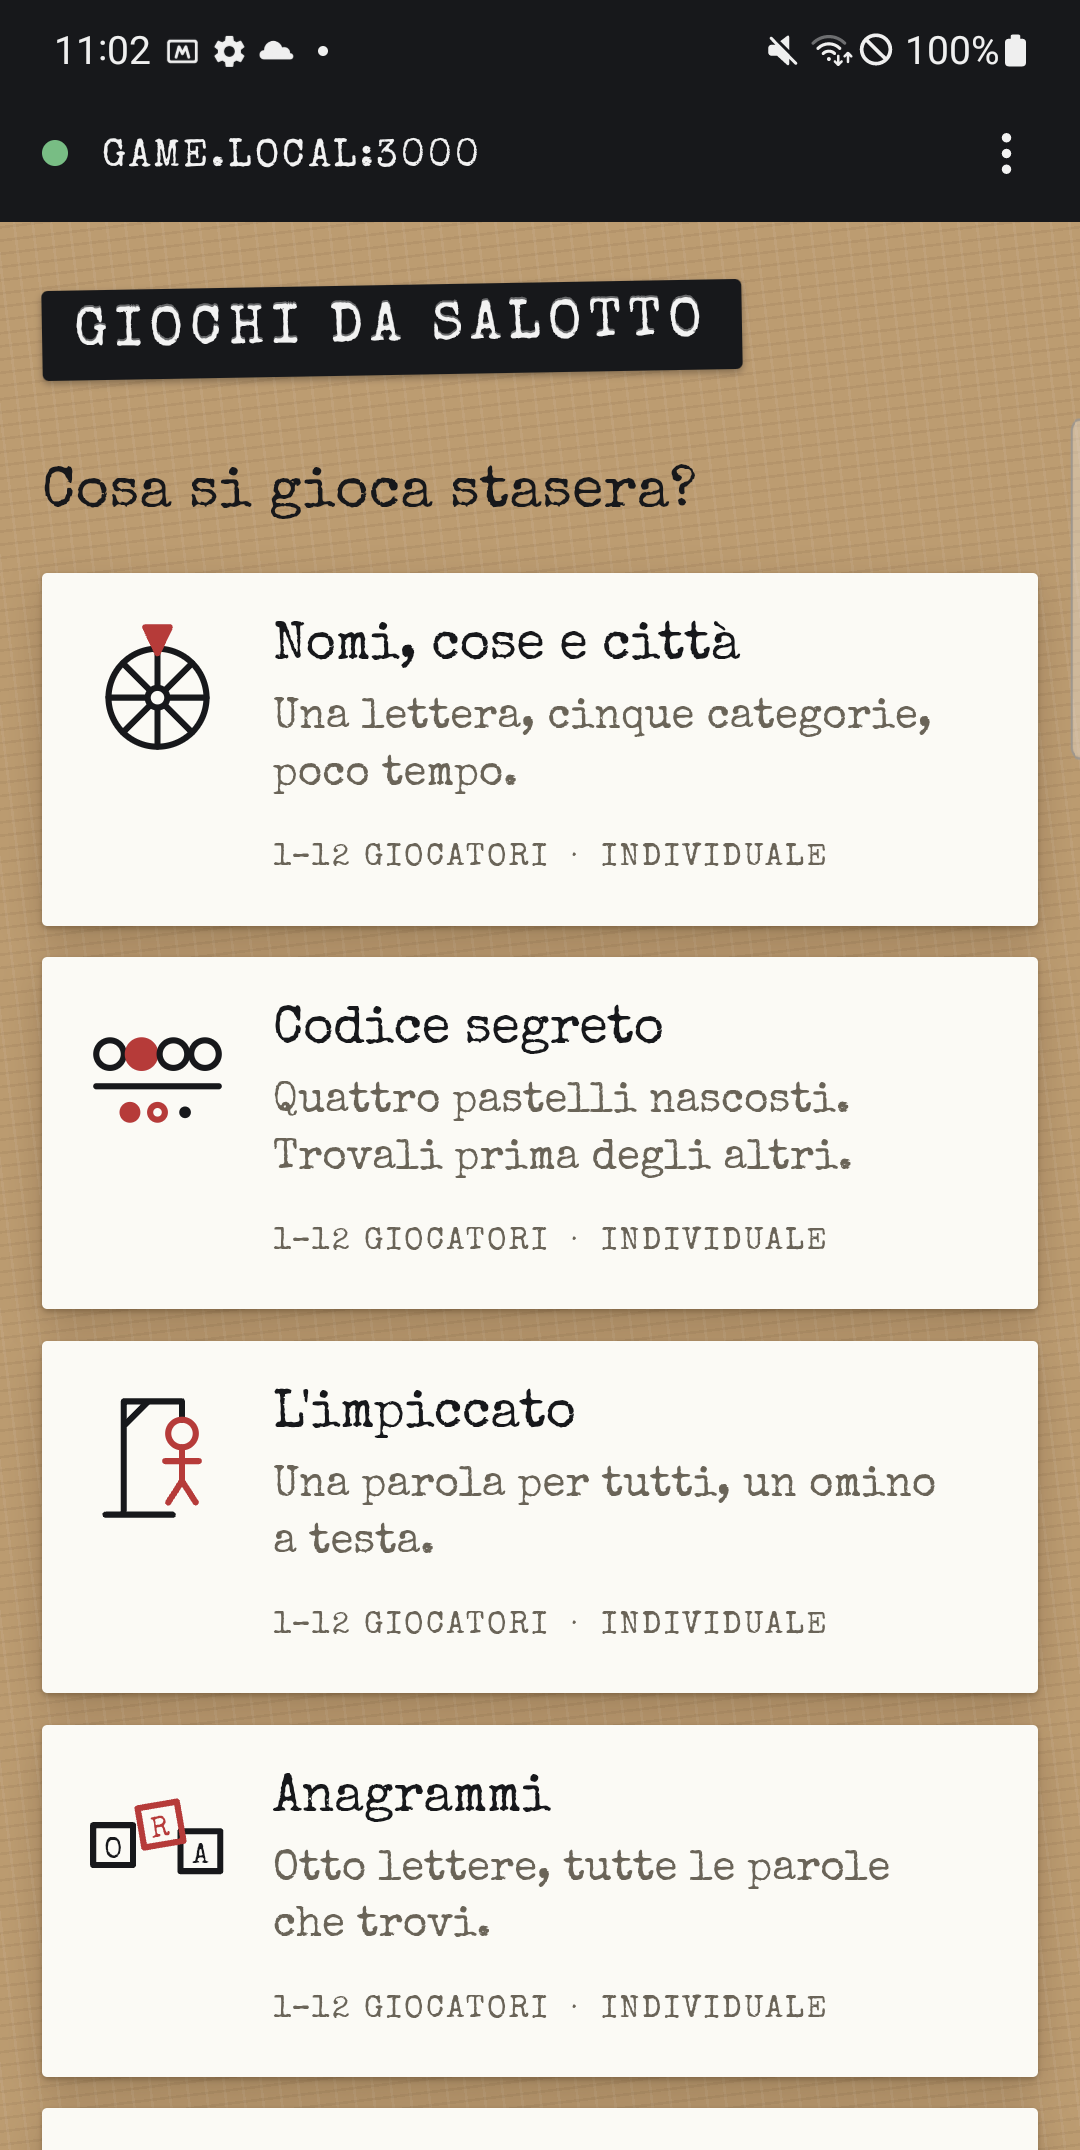 11:02
100%
GAME.LOCAL:3000
GIOCHI DA SALOTTO
Cosa si gioca stasera?
Nomi, cose e città
Una lettera, cinque categorie,
poco tempo.
1–12 GIOCATORI · INDIVIDUALE
Codice segreto
Quattro pastelli nascosti.
Trovali prima degli altri.
1–12 GIOCATORI · INDIVIDUALE
L'impiccato
Una parola per tutti, un omino
a testa.
1–12 GIOCATORI · INDIVIDUALE
O R A
Anagrammi
Otto lettere, tutte le parole
che trovi.
1–12 GIOCATORI · INDIVIDUALE